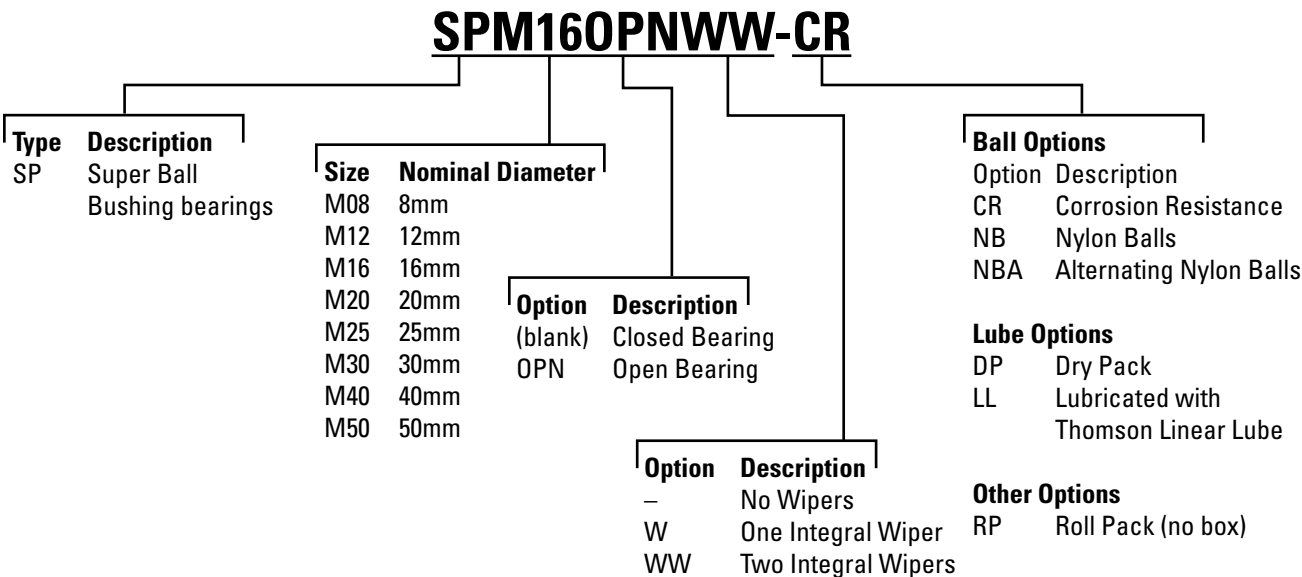 SPM16OPNWW-CR
Type Description
SP Super Ball
Bushing bearings
Size Nominal Diameter
M08 8mm
M12 12mm
M16 16mm
M20 20mm
M25 25mm
M30 30mm
M40 40mm
M50 50mm
Option Description
(blank) Closed Bearing
OPN Open Bearing
Option Description
– No Wipers
W One Integral Wiper
WW Two Integral Wipers
Ball Options
Option Description
CR Corrosion Resistance
NB Nylon Balls
NBA Alternating Nylon Balls
Lube Options
DP Dry Pack
LL Lubricated with
Thomson Linear Lube
Other Options
RP Roll Pack (no box)